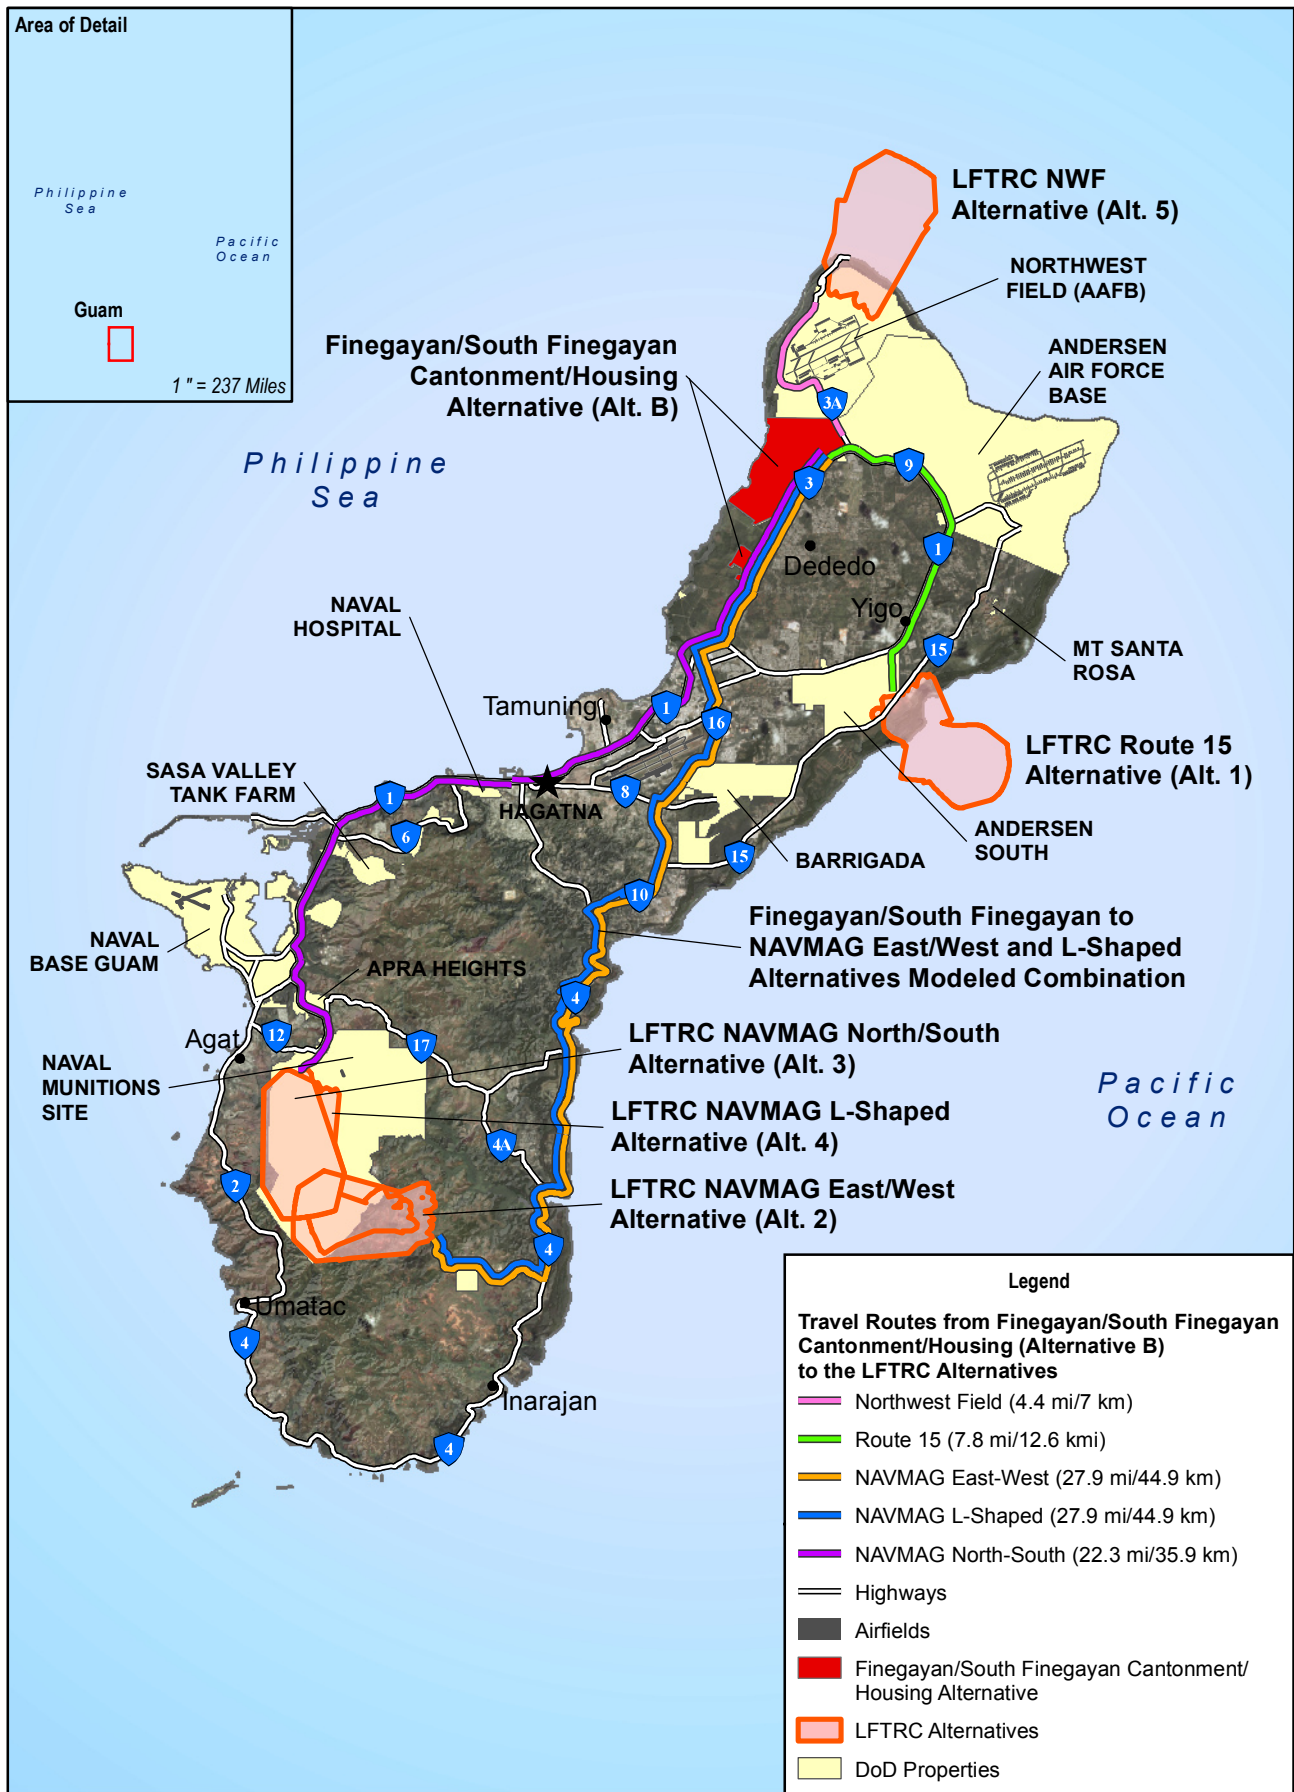 Area of Detail
Philippine
Sea
Pacific
Ocean
Guam
1 " = 237 Miles
LFTRC NWF
Alternative (Alt. 5)
NORTHWEST
FIELD (AAFB)
ANDERSEN
AIR FORCE
BASE
Finegayan/South Finegayan
Cantonment/Housing
Alternative (Alt. B)
3A
Philippine
Sea
9
3
1
Dededo
Yigo
NAVAL
HOSPITAL
15
MT SANTA
ROSA
Tamuning
1
16
LFTRC Route 15
Alternative (Alt. 1)
SASA VALLEY
TANK FARM
1
HAGATNA
8
6
ANDERSEN
SOUTH
15
BARRIGADA
10
Finegayan/South Finegayan to
NAVMAG East/West and L-Shaped
Alternatives Modeled Combination
NAVAL
BASE GUAM
APRA HEIGHTS
4
12
Agat
17
LFTRC NAVMAG North/South
Alternative (Alt. 3)
NAVAL
MUNITIONS
SITE
Pacific
Ocean
LFTRC NAVMAG L-Shaped
Alternative (Alt. 4)
4A
2
LFTRC NAVMAG East/West
Alternative (Alt. 2)
4
Umatac
4
Inarajan
4
Legend
Travel Routes from Finegayan/South Finegayan
Cantonment/Housing (Alternative B)
to the LFTRC Alternatives
Northwest Field (4.4 mi/7 km)
Route 15 (7.8 mi/12.6 kmi)
NAVMAG East-West (27.9 mi/44.9 km)
NAVMAG L-Shaped (27.9 mi/44.9 km)
NAVMAG North-South (22.3 mi/35.9 km)
Highways
Airfields
Finegayan/South Finegayan Cantonment/
Housing Alternative
LFTRC Alternatives
DoD Properties